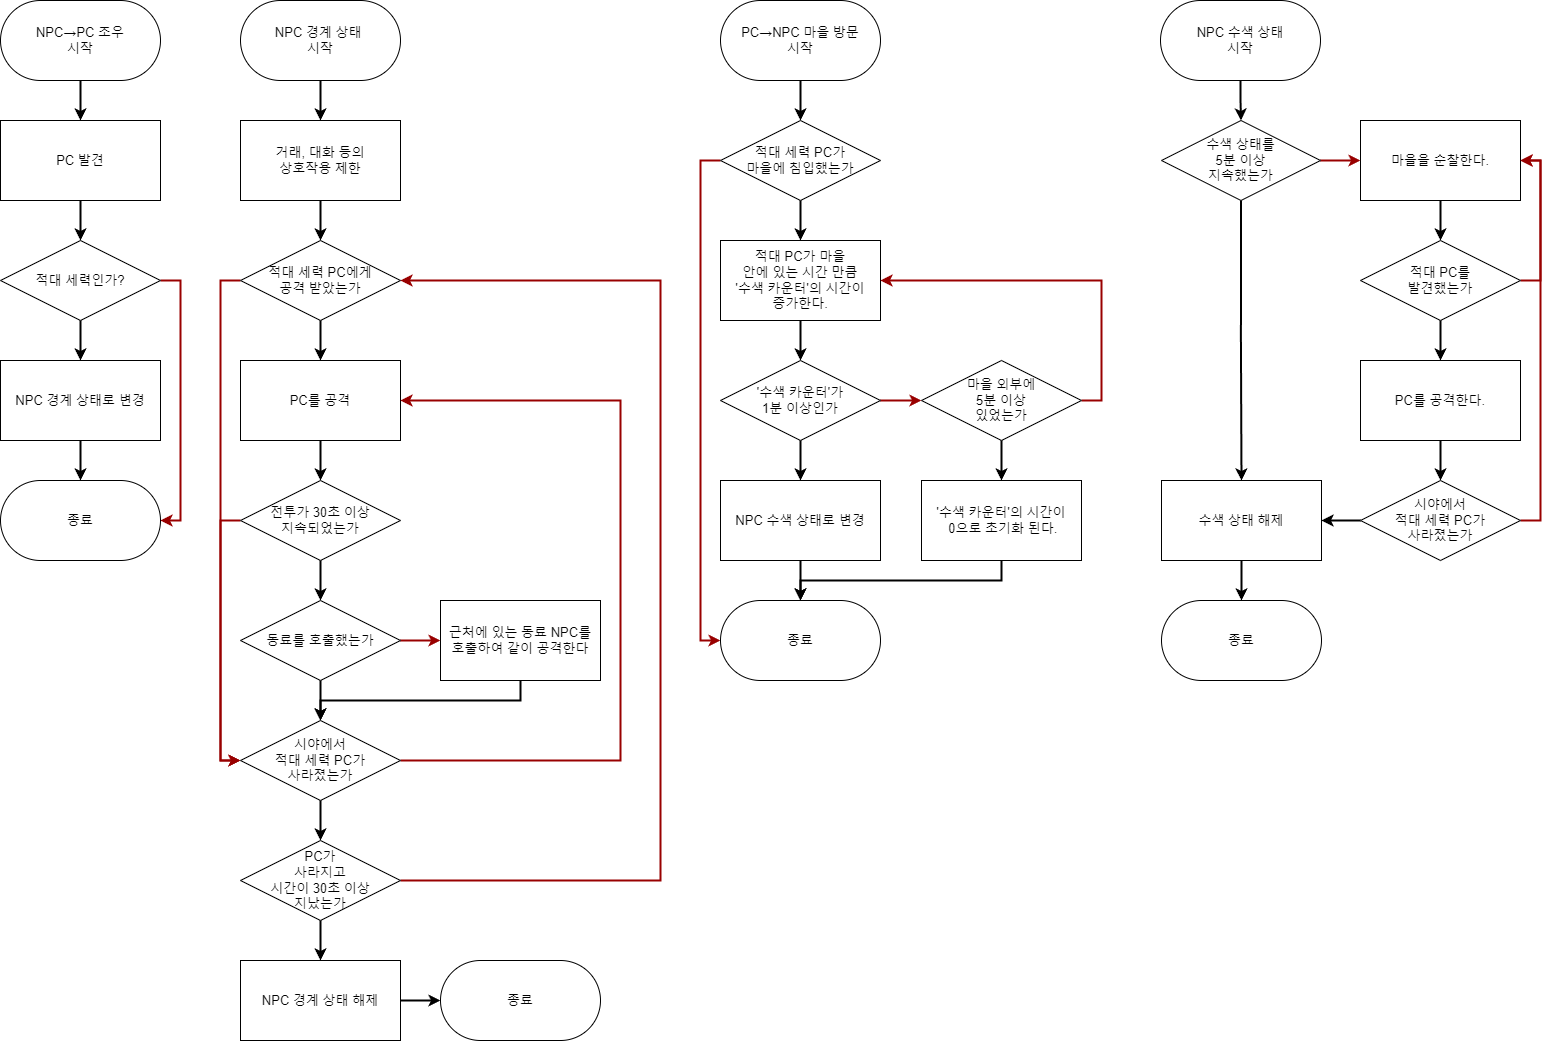 NPC→PC 조우
시작
PC 발견
적대 세력인가?
NPC 경계 상태로 변경
종료
NPC 경계 상태
시작
거래, 대화 등의
상호작용 제한
적대 세력 PC에게
공격 받았는가
PC를 공격
전투가 30초 이상
지속되었는가
동료를 호출했는가
근처에 있는 동료 NPC를
호출하여 같이 공격한다
시야에서
적대 세력 PC가
사라졌는가
PC가
사라지고
시간이 30초 이상
지났는가
NPC 경계 상태 해제
종료
PC→NPC 마을 방문
시작
적대 세력 PC가
마을에 침입했는가
적대 PC가 마을
안에 있는 시간 만큼
'수색 카운터'의 시간이
증가한다.
'수색 카운터'가
1분 이상인가
마을 외부에
5분 이상
있었는가
NPC 수색 상태로 변경
'수색 카운터'의 시간이
0으로 초기화 된다.
종료
NPC 수색 상태
시작
수색 상태를
5분 이상
지속했는가
마을을 순찰한다.
적대 PC를
발견했는가
PC를 공격한다.
시야에서
적대 세력 PC가
사라졌는가
수색 상태 해제
종료